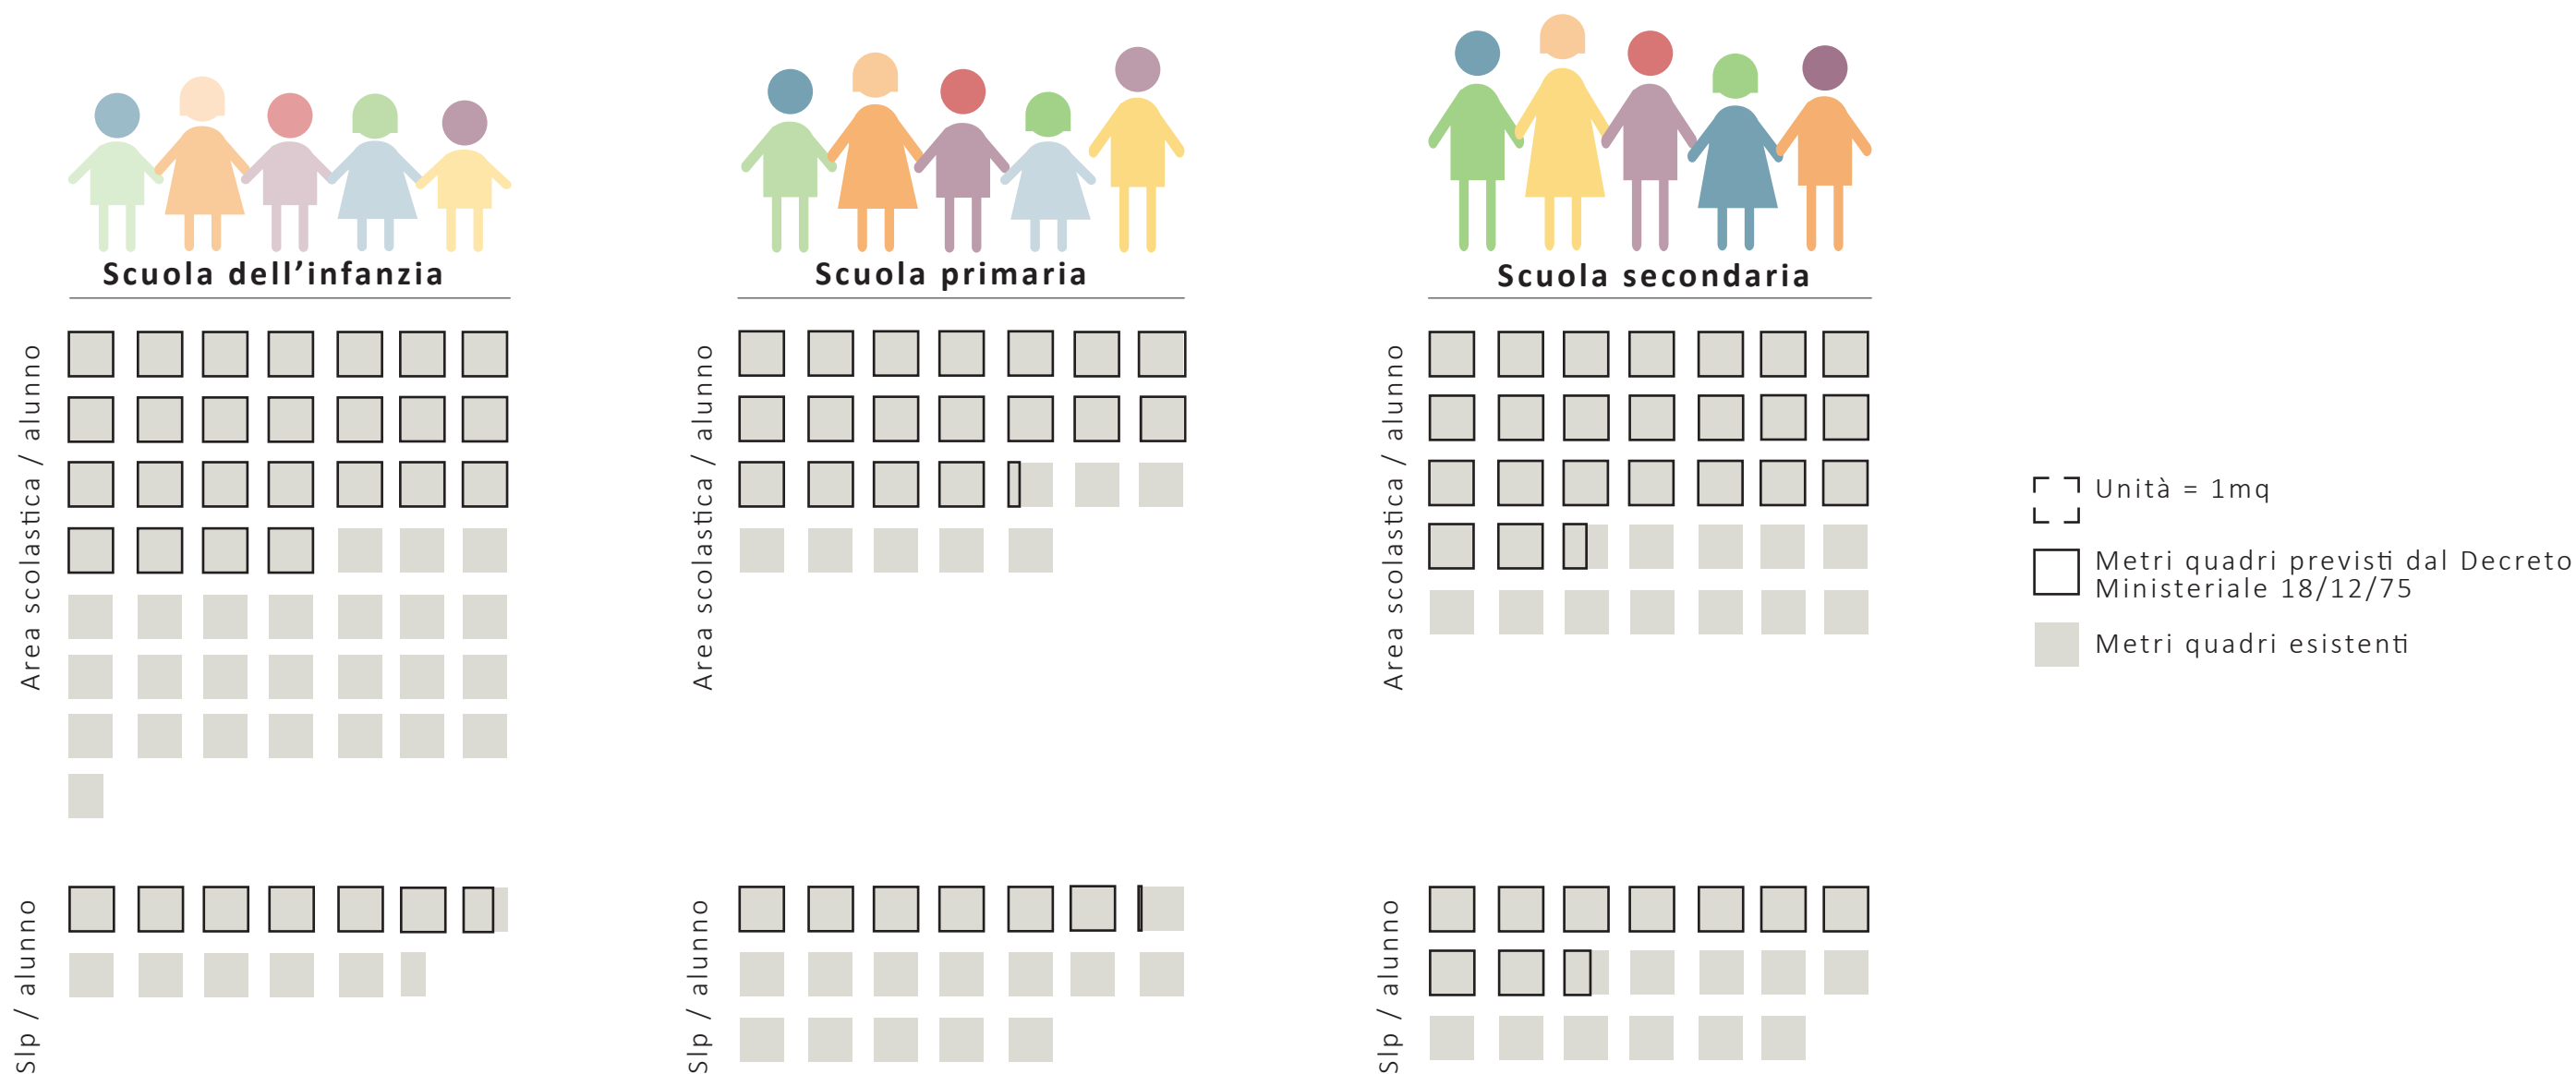 Scuola dell’infanzia
Scuola primaria
Scuola secondaria
Area scolastica / alunno
Area scolastica / alunno
Area scolastica / alunno
Unità = 1mq
Metri quadri previsti dal Decreto
Ministeriale 18/12/75
Metri quadri esistenti
Slp / alunno
Slp / alunno
Slp / alunno